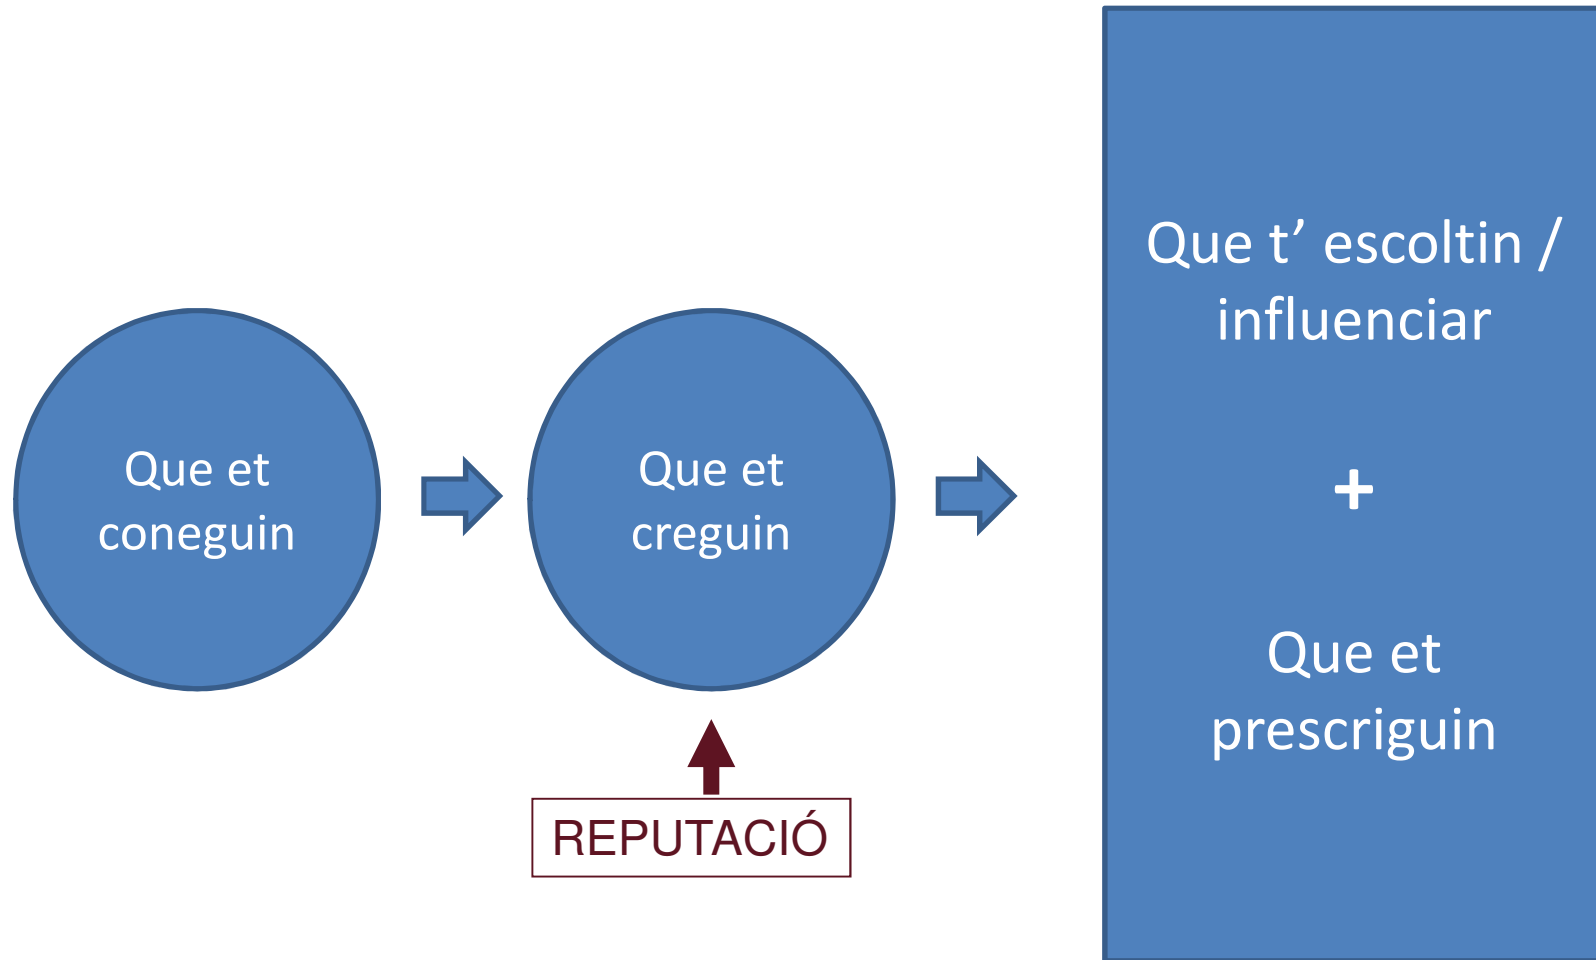 Que et
coneguin
Que et
creguin
REPUTACIÓ
Que t’ escoltin /
influenciar
+
Que et
prescriguin